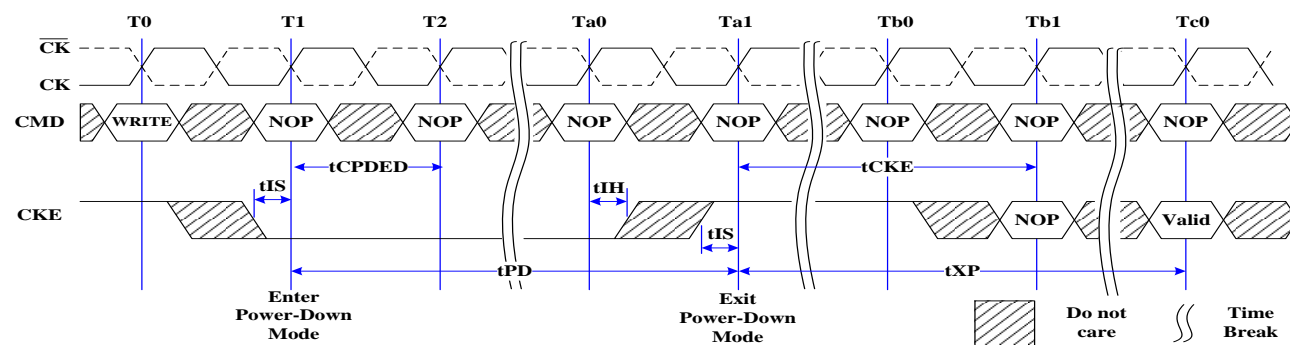 T0 T1 T2 Ta0 Ta1 Tb0 Tb1 Tc0
CK
CK
CMD WRITE NOP NOP NOP NOP NOP NOP NOP
tCPDED tCKE
tIS tIH
CKE NOP Valid
tIS
tPD tXP
Enter
Power-Down
Mode
Exit
Power-Down
Mode
Do not
care
Time
Break